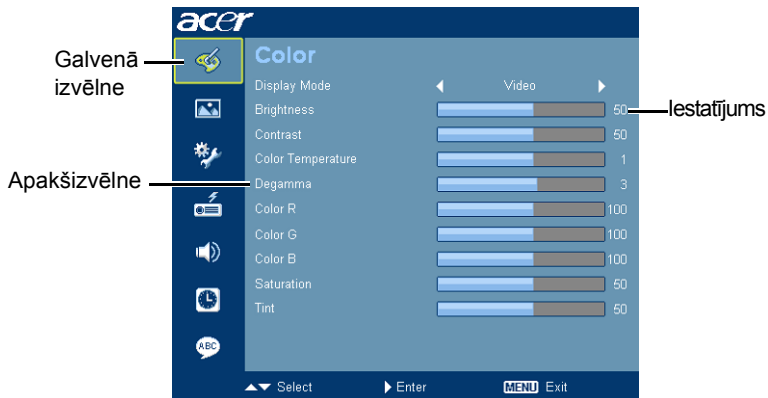 acer
Galvenā
izvēlne
Color
Display Mode Video
Brightness 50
Iestatījums
Contrast 50
Color Temperature 1
Apakšizvēlne
Degamma 3
Color R 100
Color G 100
Color B 100
Saturation 50
Tint 50
ABC
Select Enter MENU Exit